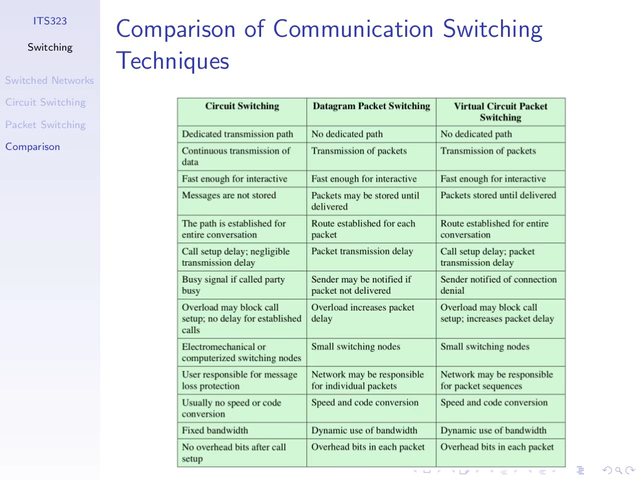 ITS323
Switching
Switched Networks
Circuit Switching
Packet Switching
Comparison
Comparison of Communication Switching
Techniques
Circuit Switching
Datagram Packet Switching
Virtual Circuit Packet
Switching
Dedicated transmission path
No dedicated path
No dedicated path
Continuous transmission of
data
Transmission of packets
Transmission of packets
Fast enough for interactive
Fast enough for interactive
Fast enough for interactive
Messages are not stored
Packets may be stored until
delivered
Packets stored until delivered
The path is established for
entire conversation
Route established for each
packet
Route established for entire
conversation
Call setup delay; negligible
transmission delay
Packet transmission delay
Call setup delay; packet
transmission delay
Busy signal if called party
busy
Sender may be notified if
packet not delivered
Sender notified of connection
denial
Overload may block call
setup; no delay for established
calls
Overload increases packet
delay
Overload may block call
setup; increases packet delay
Electromechanical or
computerized switching nodes
Small switching nodes
Small switching nodes
User responsible for message
loss protection
Network may be responsible
for individual packets
Network may be responsible
for packet sequences
Usually no speed or code
conversion
Speed and code conversion
Speed and code conversion
Fixed bandwidth
Dynamic use of bandwidth
Dynamic use of bandwidth
No overhead bits after call
setup
Overhead bits in each packet
Overhead bits in each packet